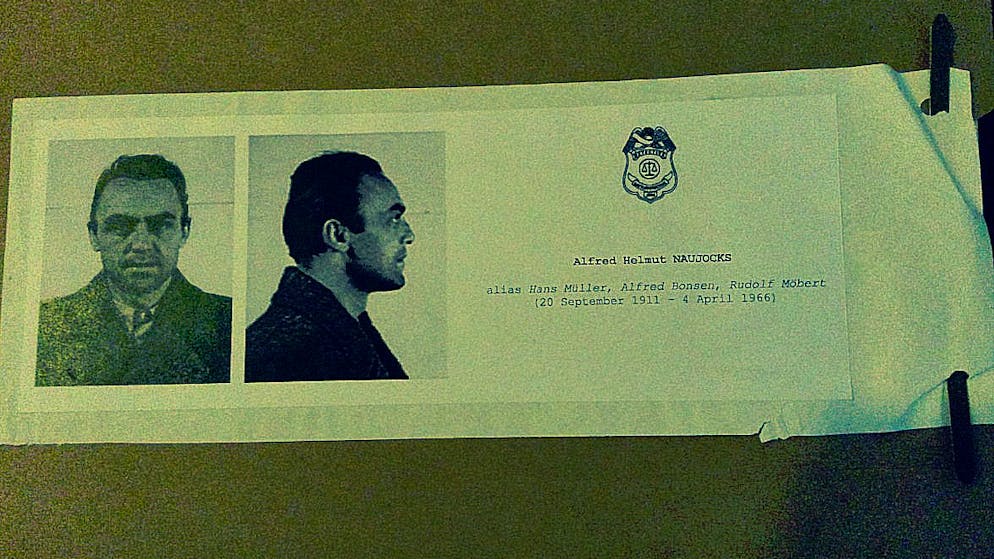 Alfred Helmut NAUJOCKS
alias Hans Müller, Alfred Bonsen, Rudolf Möbert
(20 September 1911 - 4 April 1966)